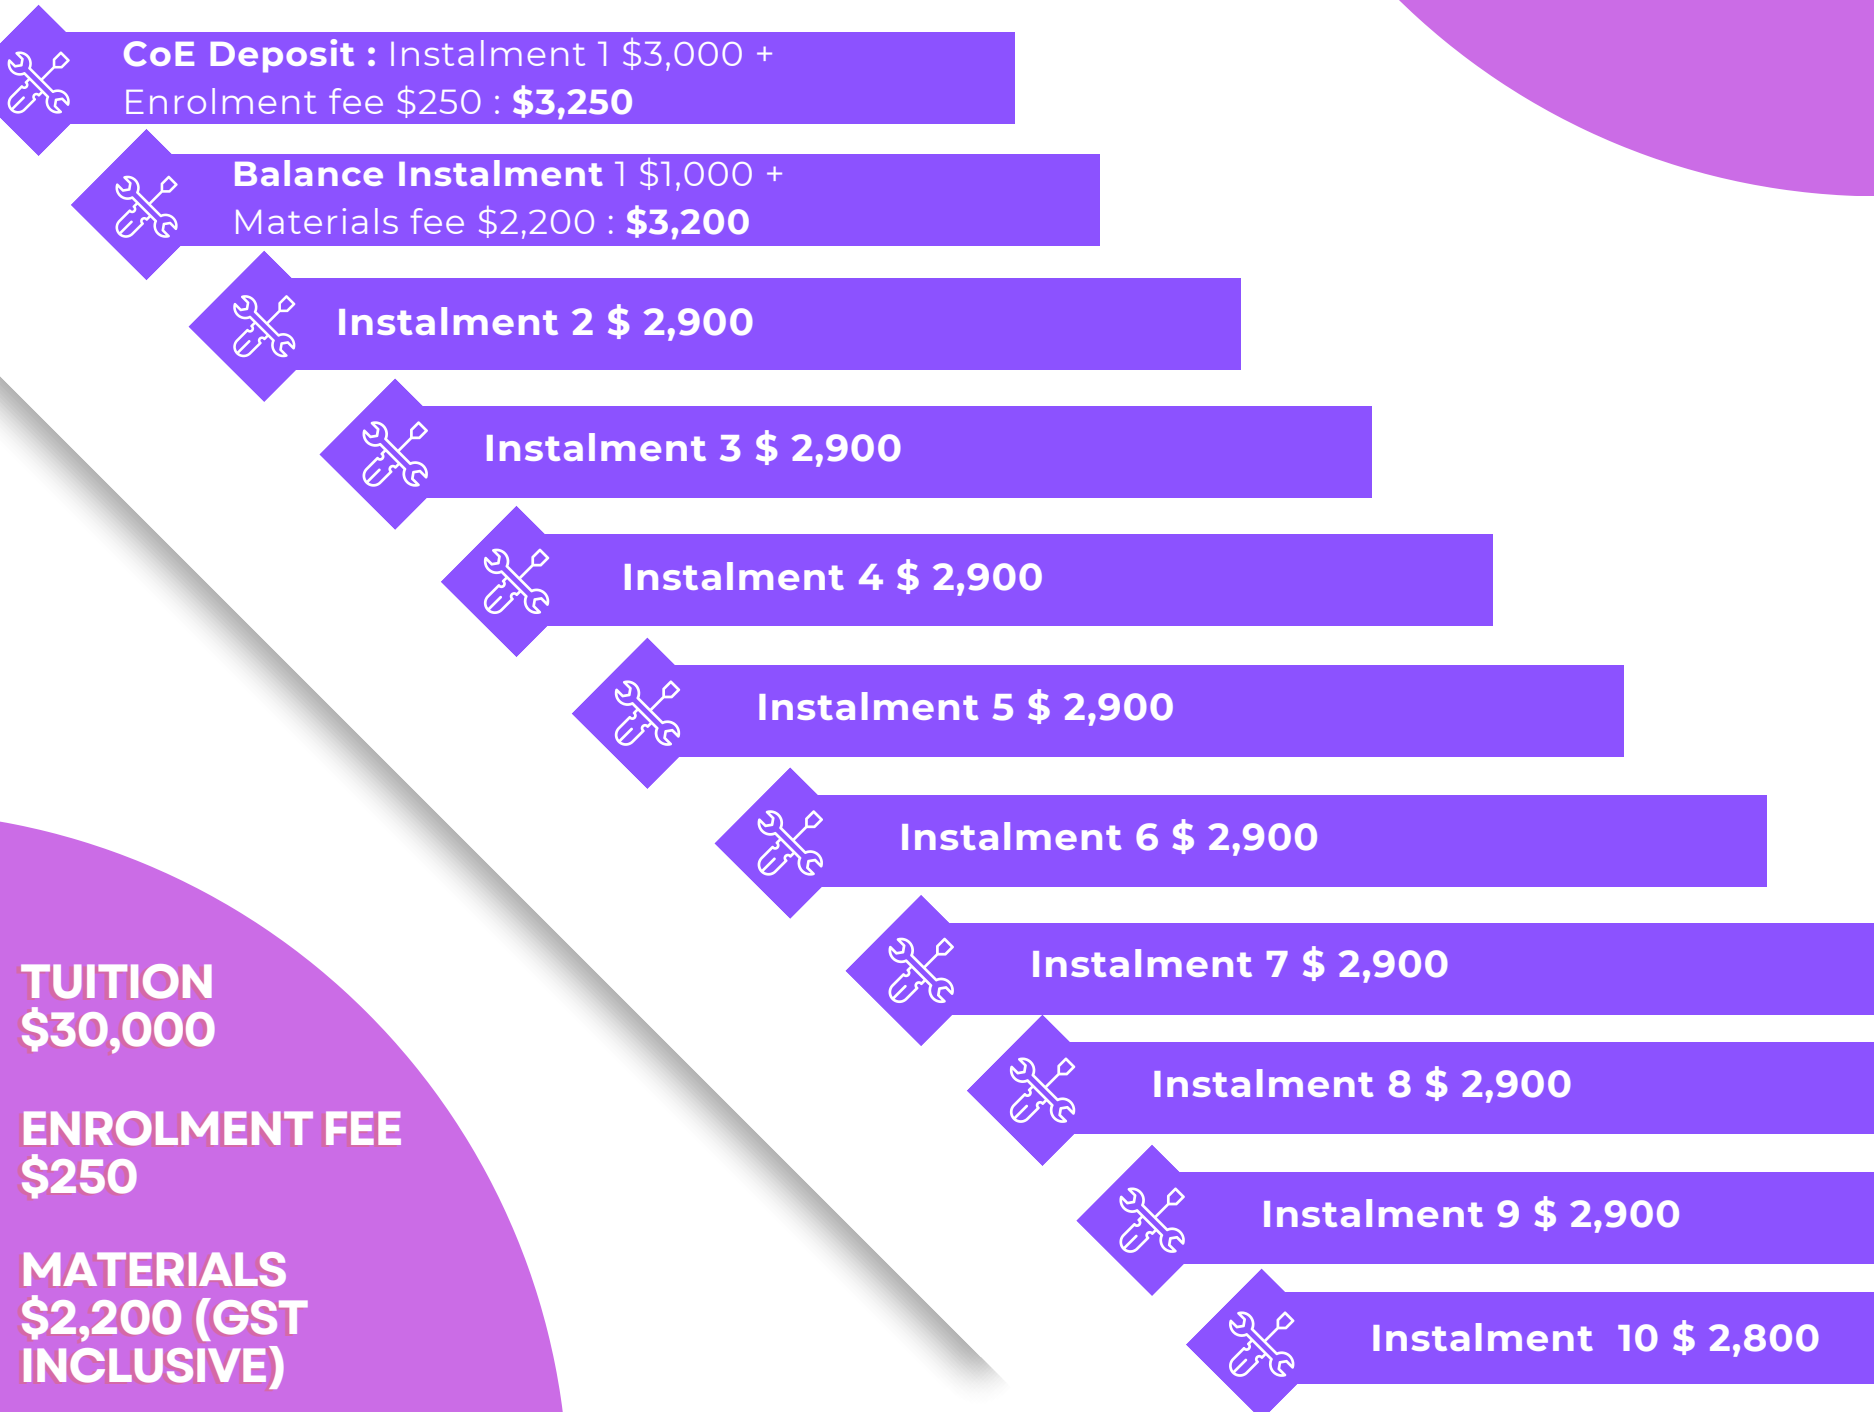 CoE Deposit : Instalment 1 $3,000 +
Enrolment fee $250 : $3,250
Balance Instalment 1 $1,000 +
Materials fee $2,200 : $3,200
Instalment 2 $ 2,900
Instalment 3 $ 2,900
Instalment 4 $ 2,900
Instalment 5 $ 2,900
Instalment 6 $ 2,900
Instalment 7 $ 2,900
Instalment 8 $ 2,900
Instalment 9 $ 2,900
Instalment  10 $ 2,800
TUITION
$30,000
ENROLMENT FEE
$250
MATERIALS
$2,200 (GST
INCLUSIVE)